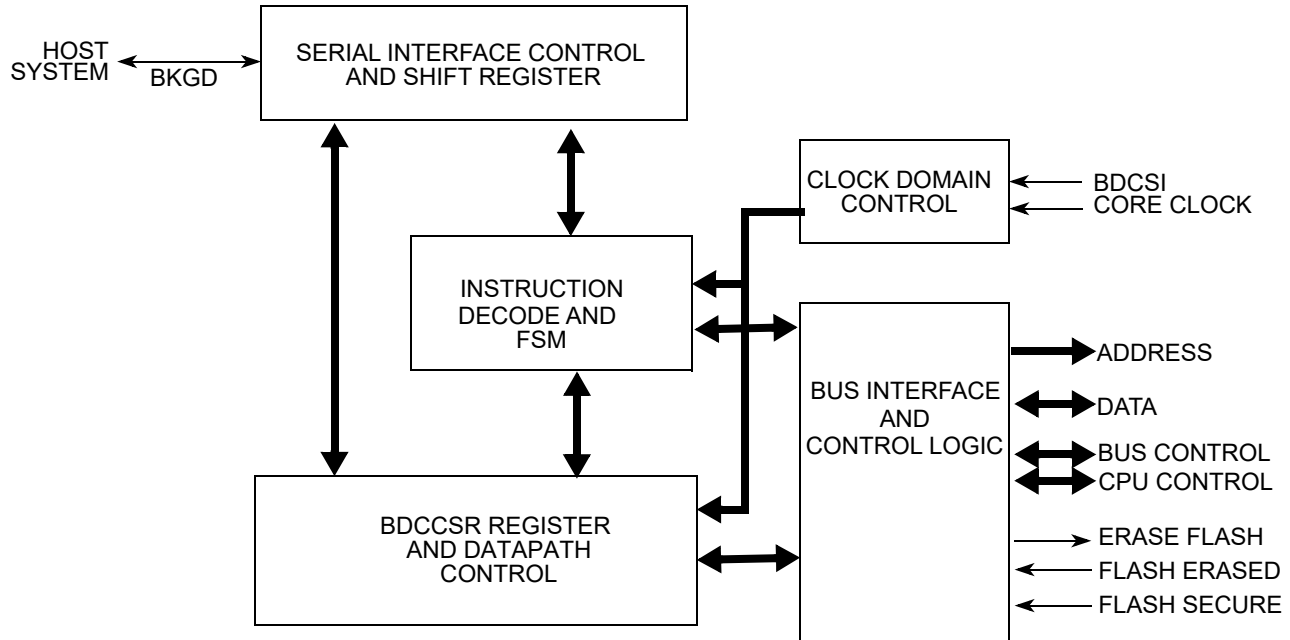 HOST
SYSTEM
BKGD
SERIAL INTERFACE CONTROL
AND SHIFT REGISTER
CLOCK DOMAIN
CONTROL
BDCSI
CORE CLOCK
INSTRUCTION
DECODE AND
FSM
BUS INTERFACE
AND
CONTROL LOGIC
ADDRESS
DATA
BUS CONTROL
CPU CONTROL
ERASE FLASH
FLASH ERASED
FLASH SECURE
BDCCSR REGISTER
AND DATAPATH
CONTROL